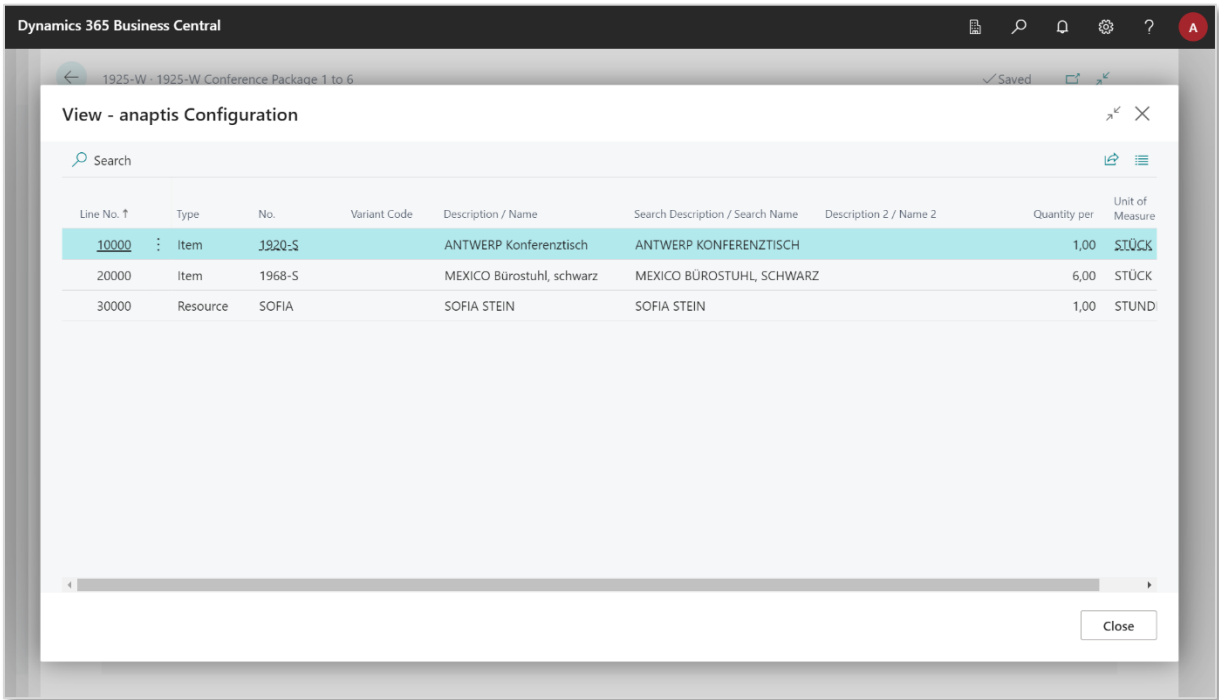 Dynamics 365 Business Central
A
1925-W · 1925-W Conference Package 1 to 6
Saved
View - anaptis Configuration
Search
Line No. ↑ Type No. Variant Code Description / Name Search Description / Search Name Description 2 / Name 2 Quantity per Unit of Measure
10000 Item 1920-S ANTWERP Konferenztisch ANTWERP KONFERENZTISCH 1,00 STÜCK
20000 Item 1968-S MEXICO Bürostuhl, schwarz MEXICO BÜROSTUHL, SCHWARZ 6,00 STÜCK
30000 Resource SOFIA SOFIA STEIN SOFIA STEIN 1,00 STUND
Close